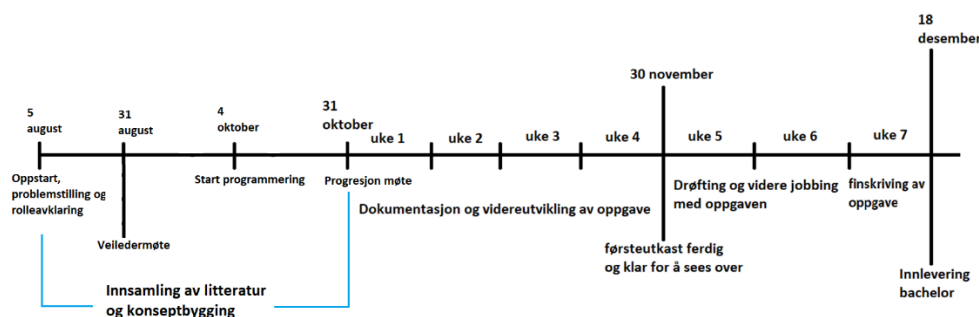 18
desember
30 november
5
august
31
august
4
oktober
31
oktober
uke 1
uke 2
uke 3
uke 4
uke 5
uke 6
uke 7
Oppstart,
problemstilling og
rolleavklaring
Veiledermøte
Start programmering
Progresjon møte
Dokumentasjon og videreutvikling av oppgave
Drøfting og videre jobbing
med oppgaven
finskriving av
oppgave
førsteutkast ferdig
og klar for å sees over
Innlevering
bachelor
Innsamling av litteratur
og konseptbygging